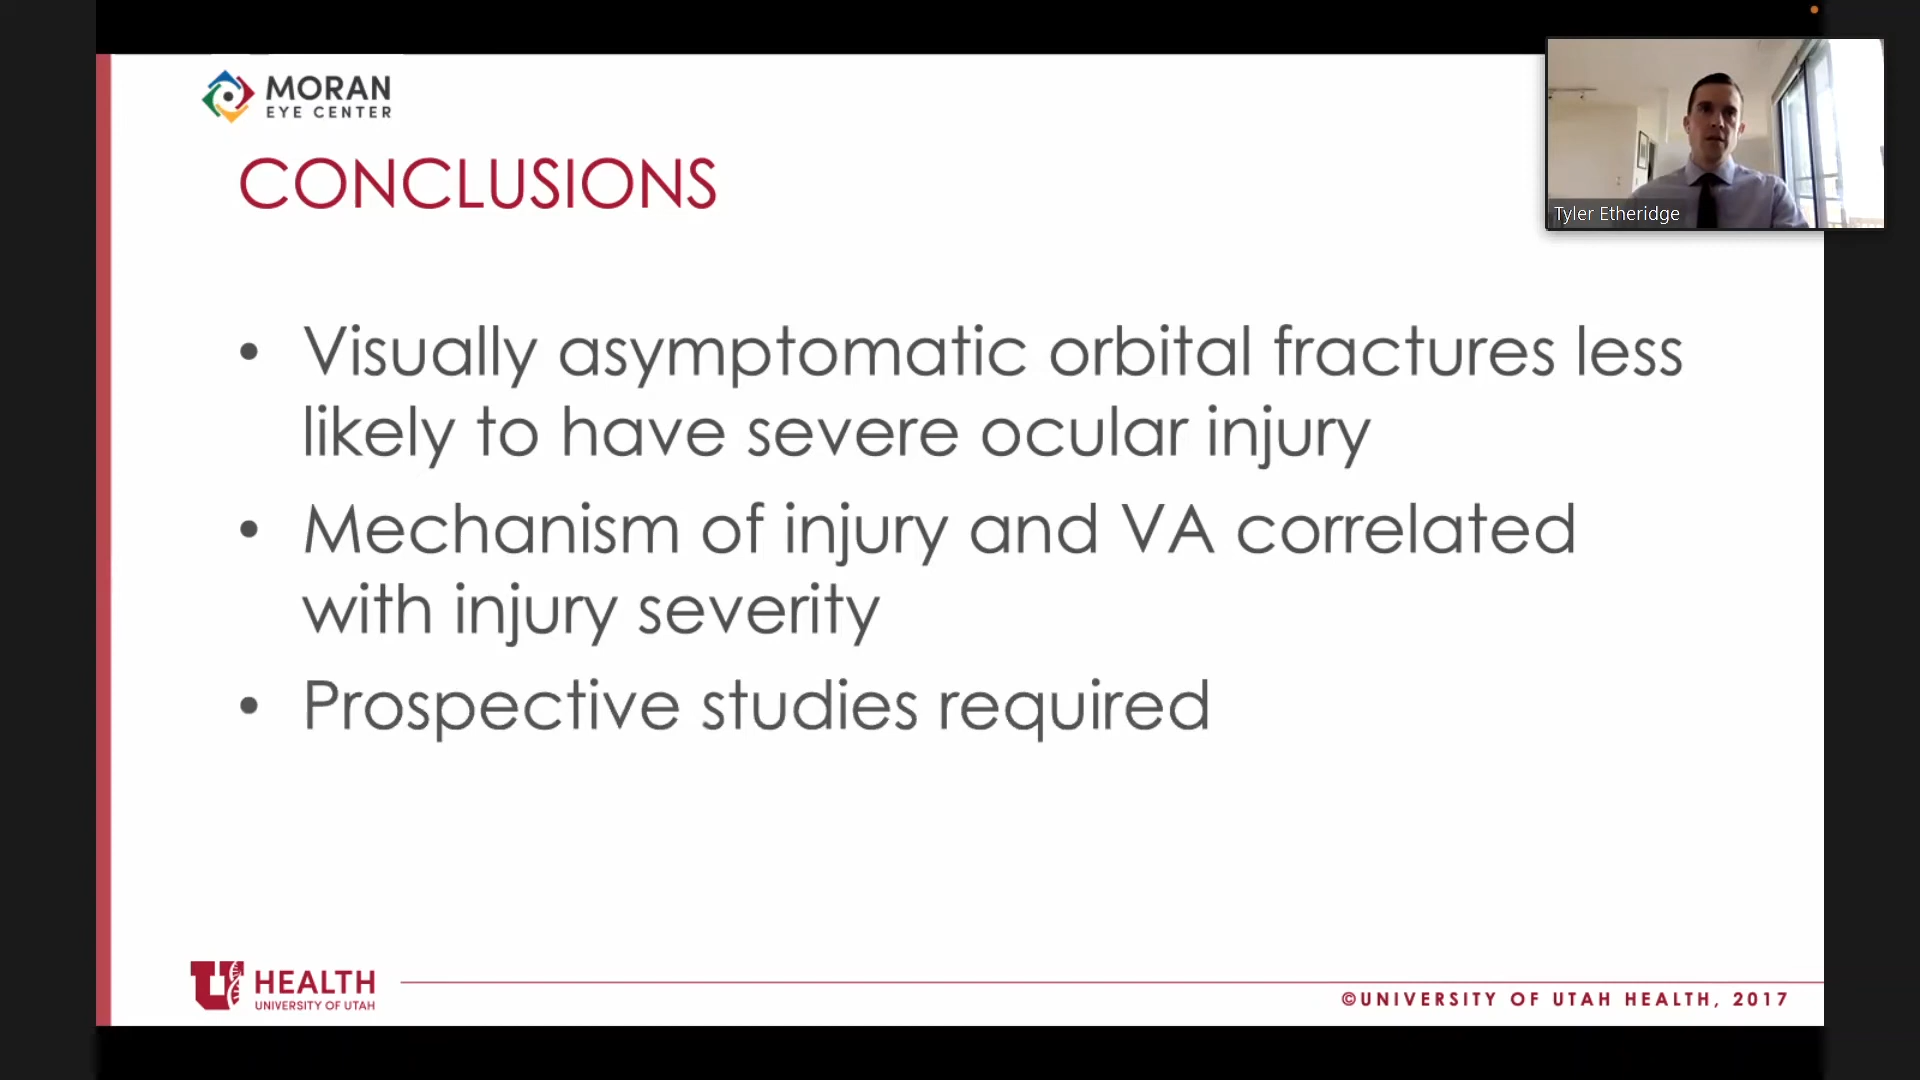 MORAN
EYE CENTER
CONCLUSIONS
Tyler Etheridge
• Visually asymptomatic orbital fractures less
likely to have severe ocular injury
• Mechanism of injury and VA correlated
with injury severity
• Prospective studies required
U HEALTH
UNIVERSITY OF UTAH
©UNIVERSITY OF UTAH HEALTH, 2017